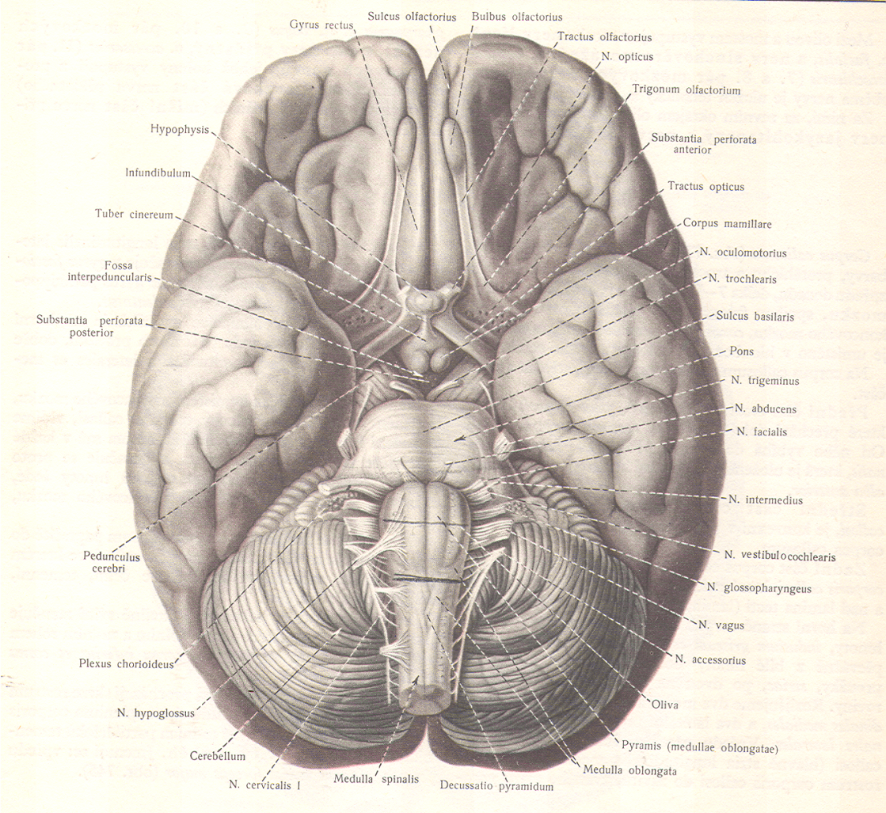 Gyrus rectus
Sulcus olfactorius
Bulbus olfactorius
Tractus olfactorius
N. opticus
Trigonum olfactorium
Substantia perforata
anterior
Tractus opticus
Corpus mamillare
N. oculomotorius
N. trochlearis
Sulcus basilaris
Pons
N. trigeminus
N. abducens
N. facialis
N. intermedius
N. vestibulocochlearis
N. glossopharyngeus
N. vagus
N. accessorius
Oliva
Pyramis (medullae oblongatae)
Medulla oblongata
Decussatio pyramidum
Hypophysis
Infundibulum
Tuber cinereum
Fossa
interpeduncularis
Substantia perforata
posterior
Pedunculus
cerebri
Plexus chorioideus
N. hypoglossus
Cerebellum
N. cervicalis I
Medulla spinalis